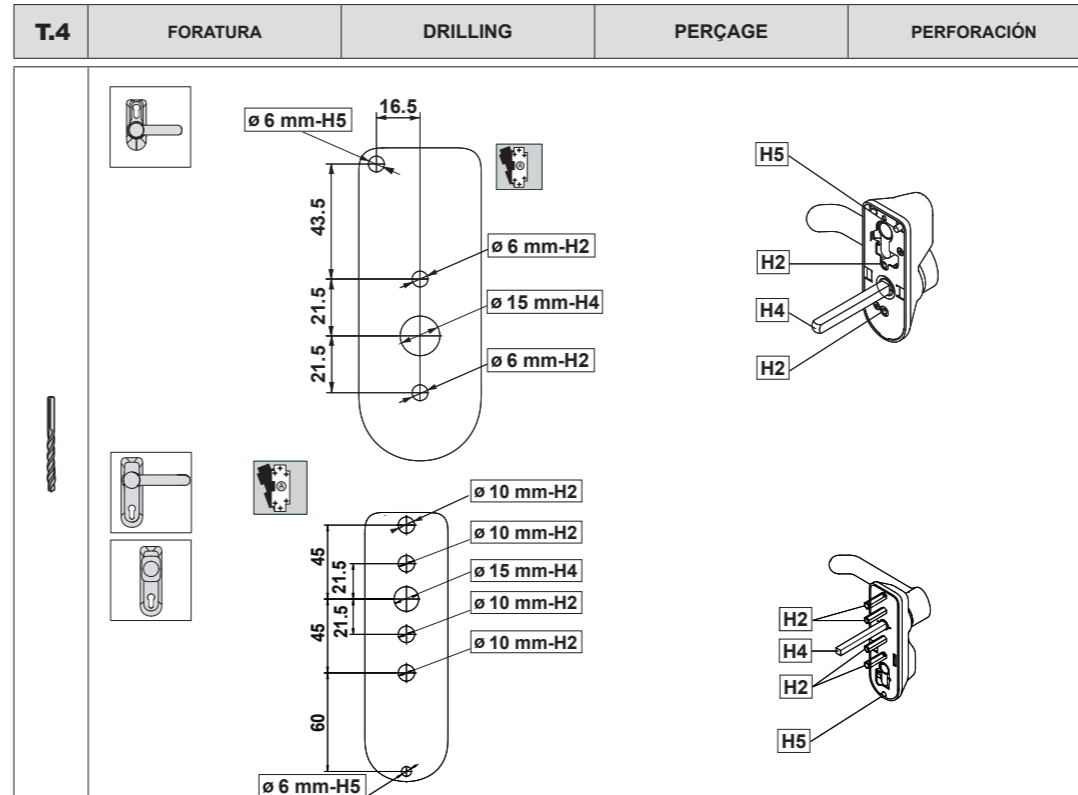 T.4 FORATURA DRILLING PERÇAGE PERFORACIÓN
16.5
ø 6 mm-H5
43.5
ø 6 mm-H2
21.5
ø 15 mm-H4
21.5
ø 6 mm-H2
A
H5
H2
H4
H2
A
ø 10 mm-H2
45
ø 10 mm-H2
21.5
ø 15 mm-H4
21.5
ø 10 mm-H2
45
ø 10 mm-H2
60
ø 6 mm-H5
H2
H4
H2
H5